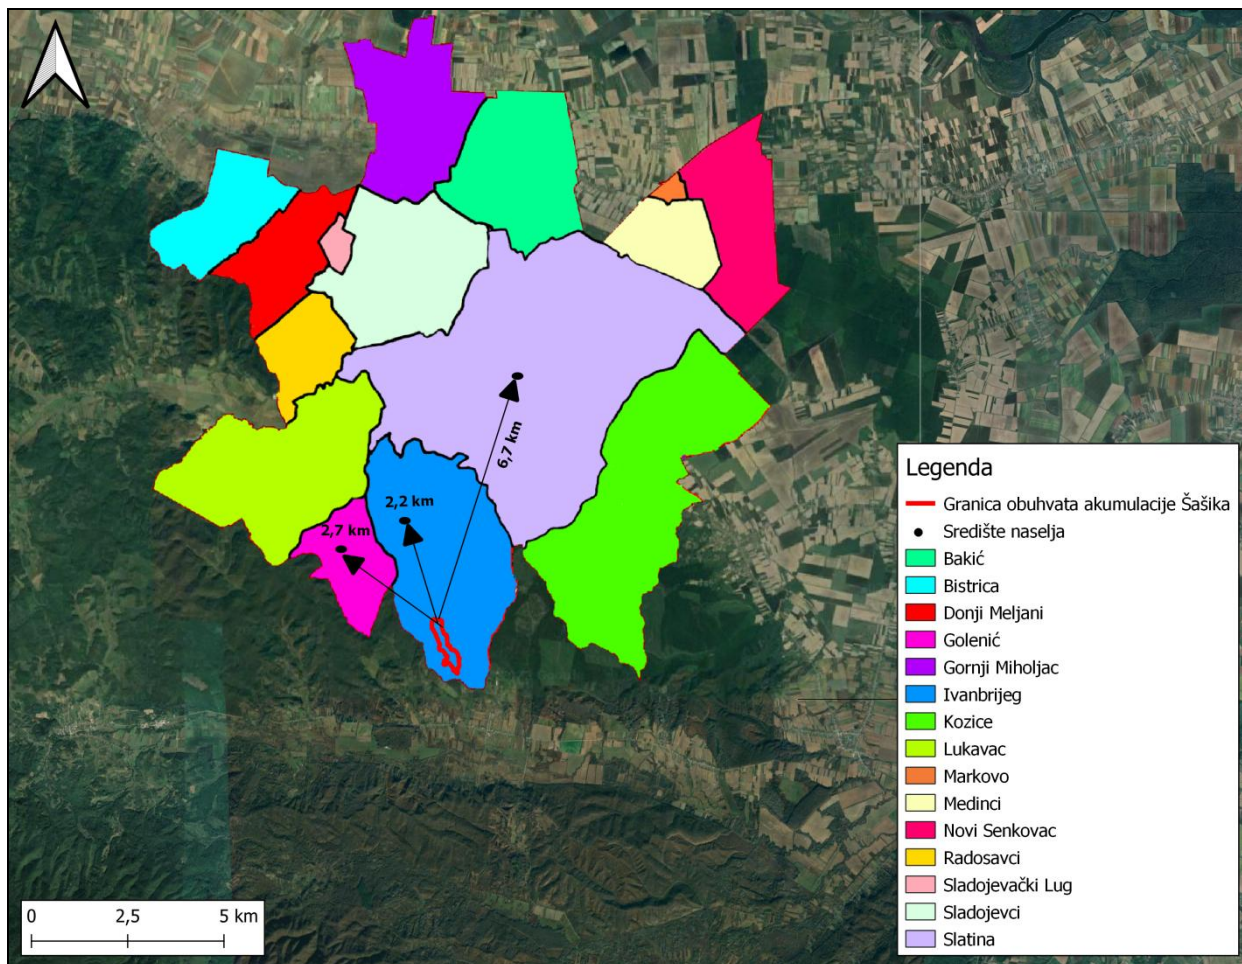 6,7 km
2,2 km
2,7 km
Legenda
Granica obuhvata akumulacije Šašika
Središte naselja
Bakić
Bistrica
Donji Meljani
Golenić
Gornji Miholjac
Ivanbrijeg
Kozice
Lukavac
Markovo
Medinci
Novi Senkovac
Radosavci
Sladojevački Lug
Sladojevci
Slatina
0 2,5 5 km